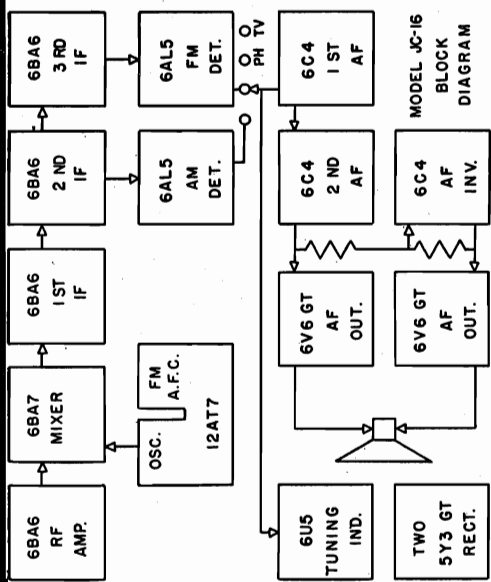 6BA6
RF
AMP.
6BA7
MIXER
6BA6
1ST
IF
6BA6
2 ND
IF
6BA6
3 RD
IF
OSC.
FM
A.F.C.
12AT7
6AL5
AM
DET.
6AL5
FM
DET.
PH TV
6U5
TUNING
IND.
6V6 GT
AF
OUT.
6C4
2 ND
AF
6C4
1 ST
AF
TWO
5Y3 GT
RECT.
6V6 GT
AF
OUT.
6C4
AF
INV.
MODEL JC-16
BLOCK
DIAGRAM